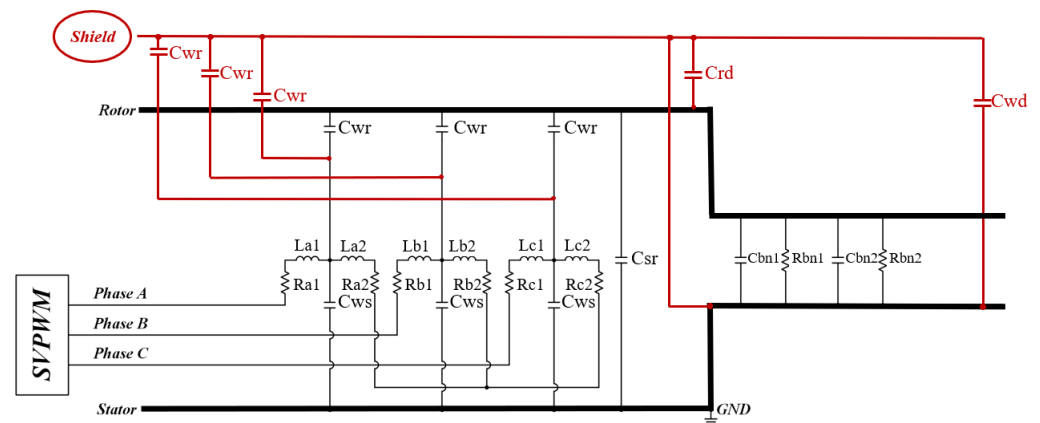 Shield
Cwr
Cwr
Cwr
Crd
Cwd
Rotor
Cwr
Cwr
Cwr
La1
La2
Lb1
Lb2
Lc1
Lc2
Csr
Cbn1
Rbn1
Cbn2
Rbn2
Ra1
Ra2
Rb1
Rb2
Rc1
Rc2
Cws
Cws
Cws
SVPWM
Phase A
Phase B
Phase C
Stator
GND